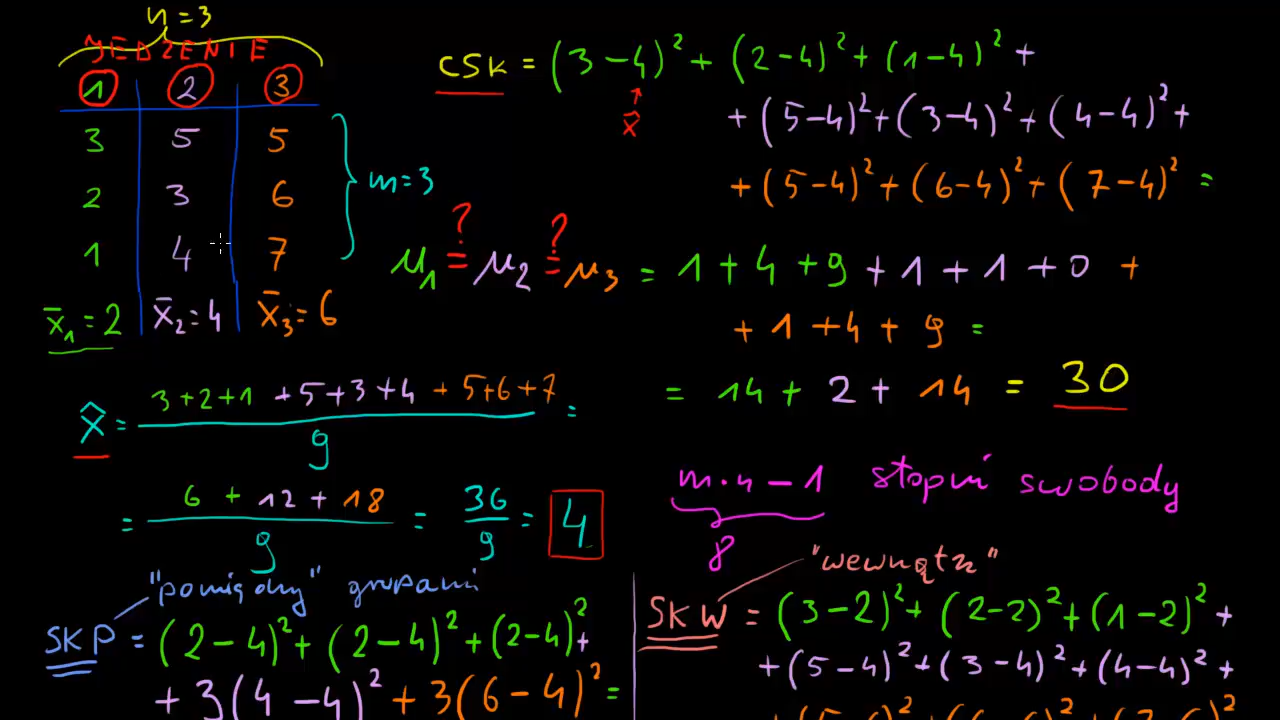 n=3
JEDZENIE
1 2 3
3 5 5
2 3 6
1 4 7
m=3
x̄₁=2 x̄₂=4 x̄₃=6
CSK = (3-4)² + (2-4)² + (1-4)² +
x̂
+ (5-4)² + (3-4)² + (4-4)² +
+ (5-4)² + (6-4)² + (7-4)² =
? ?
μ₁ = μ₂ = μ₃ = 1+4+9+1+1+0+
+1+4+9 =
= 14 + 2 + 14 = 30
x̂ = 3+2+1 +5+3+4 +5+6+7 =
9
= 6 + 12 + 18 = 36 = 4
9 9
m·n-1 stopni swobody
8
"pomiędzy" grupami
SKP = (2-4)² + (2-4)² + (2-4)² +
+ 3(4-4)² + 3(6-4)² =
"wewnątrz"
SKW = (3-2)² + (2-2)² + (1-2)² +
+ (5-4)² + (3-4)² + (4-4)² +